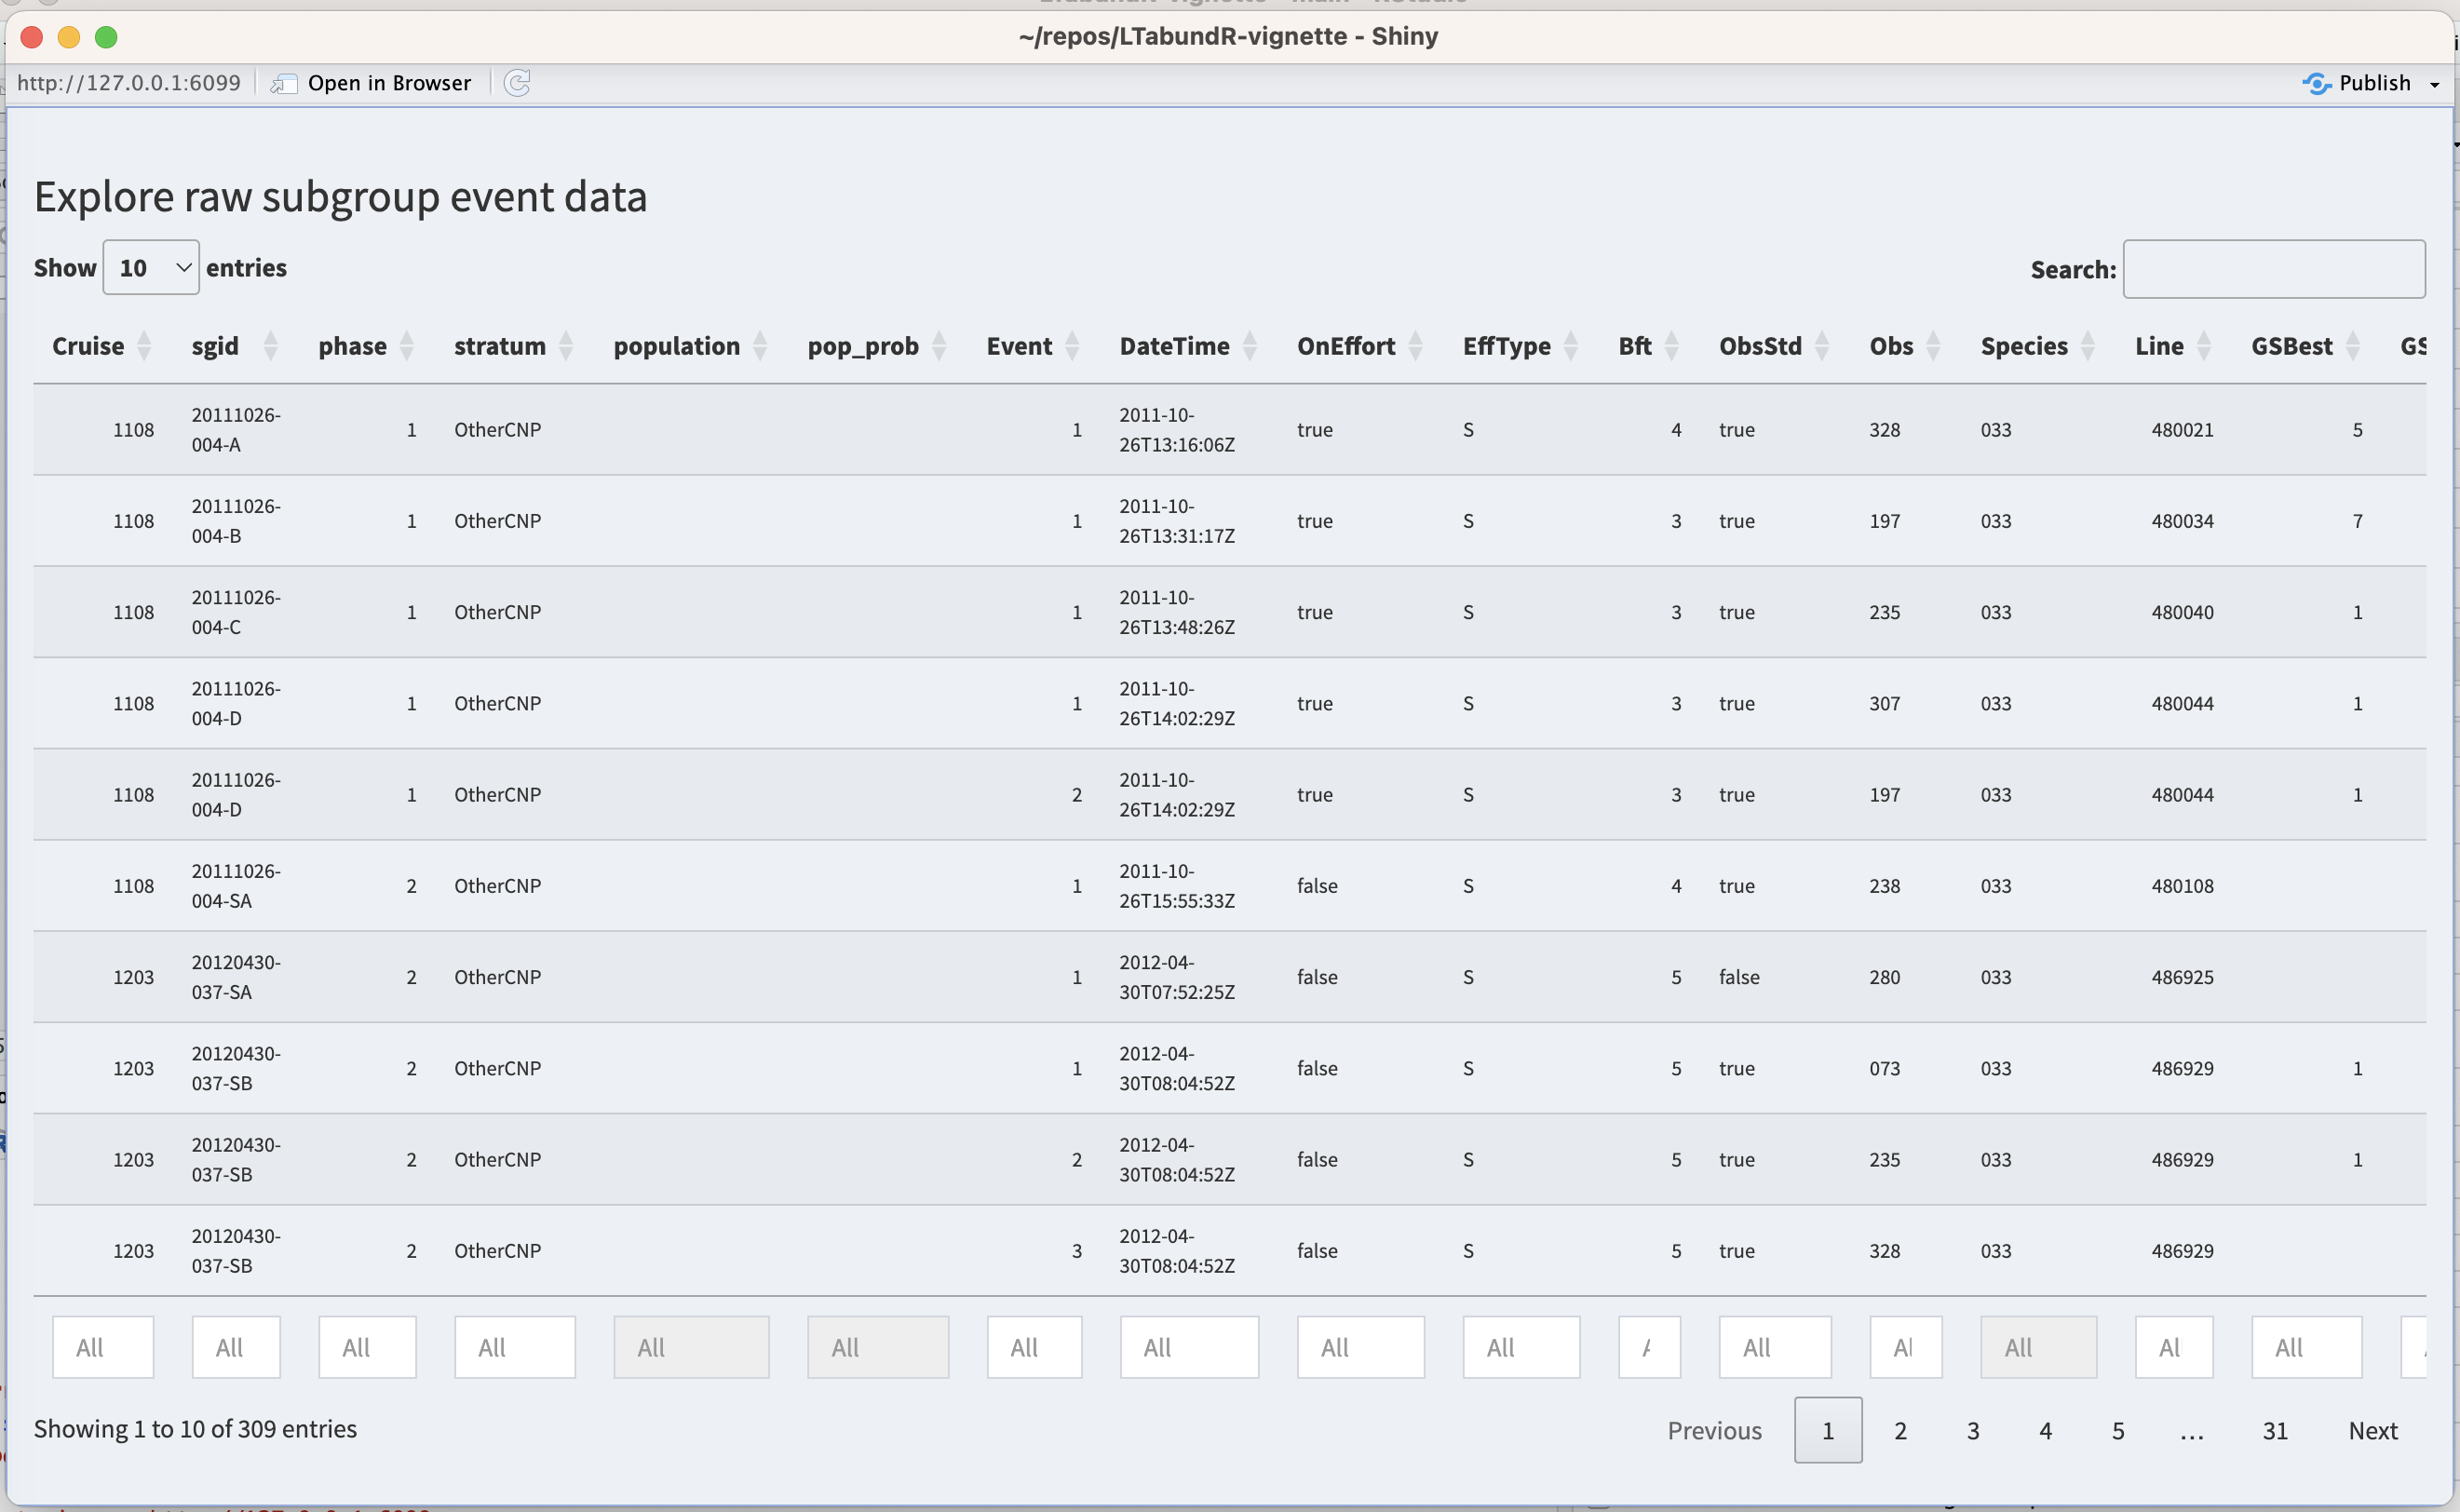 ~/repos/LTabundR-vignette - Shiny
http://127.0.0.1:6099 Open in Browser Publish
Explore raw subgroup event data
Show 10 entries Search:
Cruise sgid phase stratum population pop_prob Event DateTime OnEffort EffType Bft ObsStd Obs Species Line GSBest GS
1108 20111026-004-A 1 OtherCNP 1 2011-10-26T13:16:06Z true S 4 true 328 033 480021 5
1108 20111026-004-B 1 OtherCNP 1 2011-10-26T13:31:17Z true S 3 true 197 033 480034 7
1108 20111026-004-C 1 OtherCNP 1 2011-10-26T13:48:26Z true S 3 true 235 033 480040 1
1108 20111026-004-D 1 OtherCNP 1 2011-10-26T14:02:29Z true S 3 true 307 033 480044 1
1108 20111026-004-D 1 OtherCNP 2 2011-10-26T14:02:29Z true S 3 true 197 033 480044 1
1108 20111026-004-SA 2 OtherCNP 1 2011-10-26T15:55:33Z false S 4 true 238 033 480108
1203 20120430-037-SA 2 OtherCNP 1 2012-04-30T07:52:25Z false S 5 false 280 033 486925
1203 20120430-037-SB 2 OtherCNP 1 2012-04-30T08:04:52Z false S 5 true 073 033 486929 1
1203 20120430-037-SB 2 OtherCNP 2 2012-04-30T08:04:52Z false S 5 true 235 033 486929 1
1203 20120430-037-SB 2 OtherCNP 3 2012-04-30T08:04:52Z false S 5 true 328 033 486929
All All All All All All All All All All A All Al All Al All
Showing 1 to 10 of 309 entries Previous 1 2 3 4 5 ... 31 Next